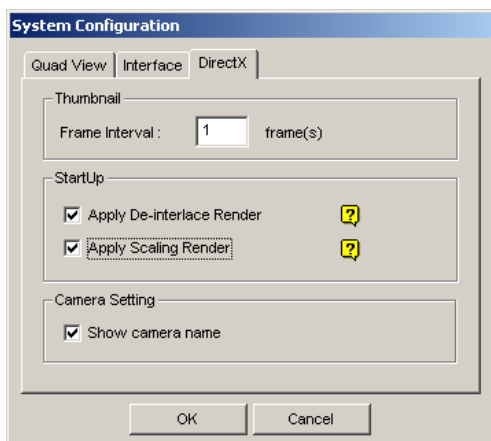 System Configuration
Quad View Interface DirectX
Thumbnail
Frame Interval : 1 frame(s)
StartUp
Apply De-interlace Render ?
Apply Scaling Render ?
Camera Setting
Show camera name
OK Cancel